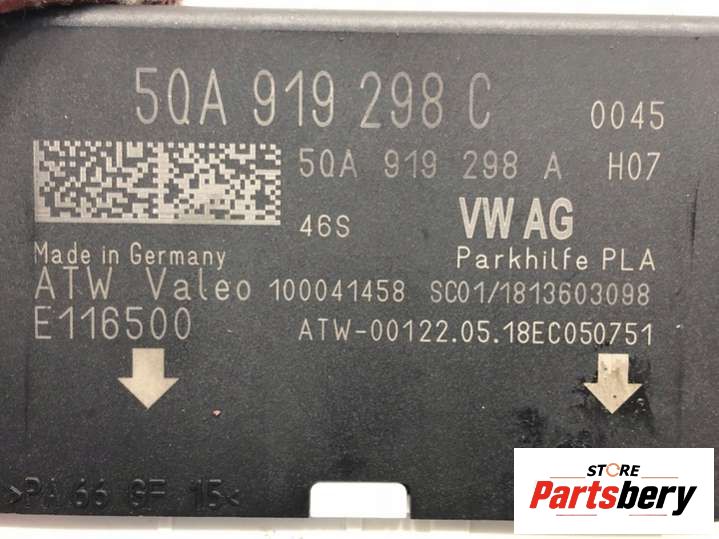 5QA 919 298 C 0045
5QA 919 298 A H07
46S VW AG
Made in Germany Parkhilfe PLA
ATW Valeo 100041458 SC01/1813603098
E116500 ATW-00122.05.18EC050751
>PA 66 GF 15<
STORE
Partsbery